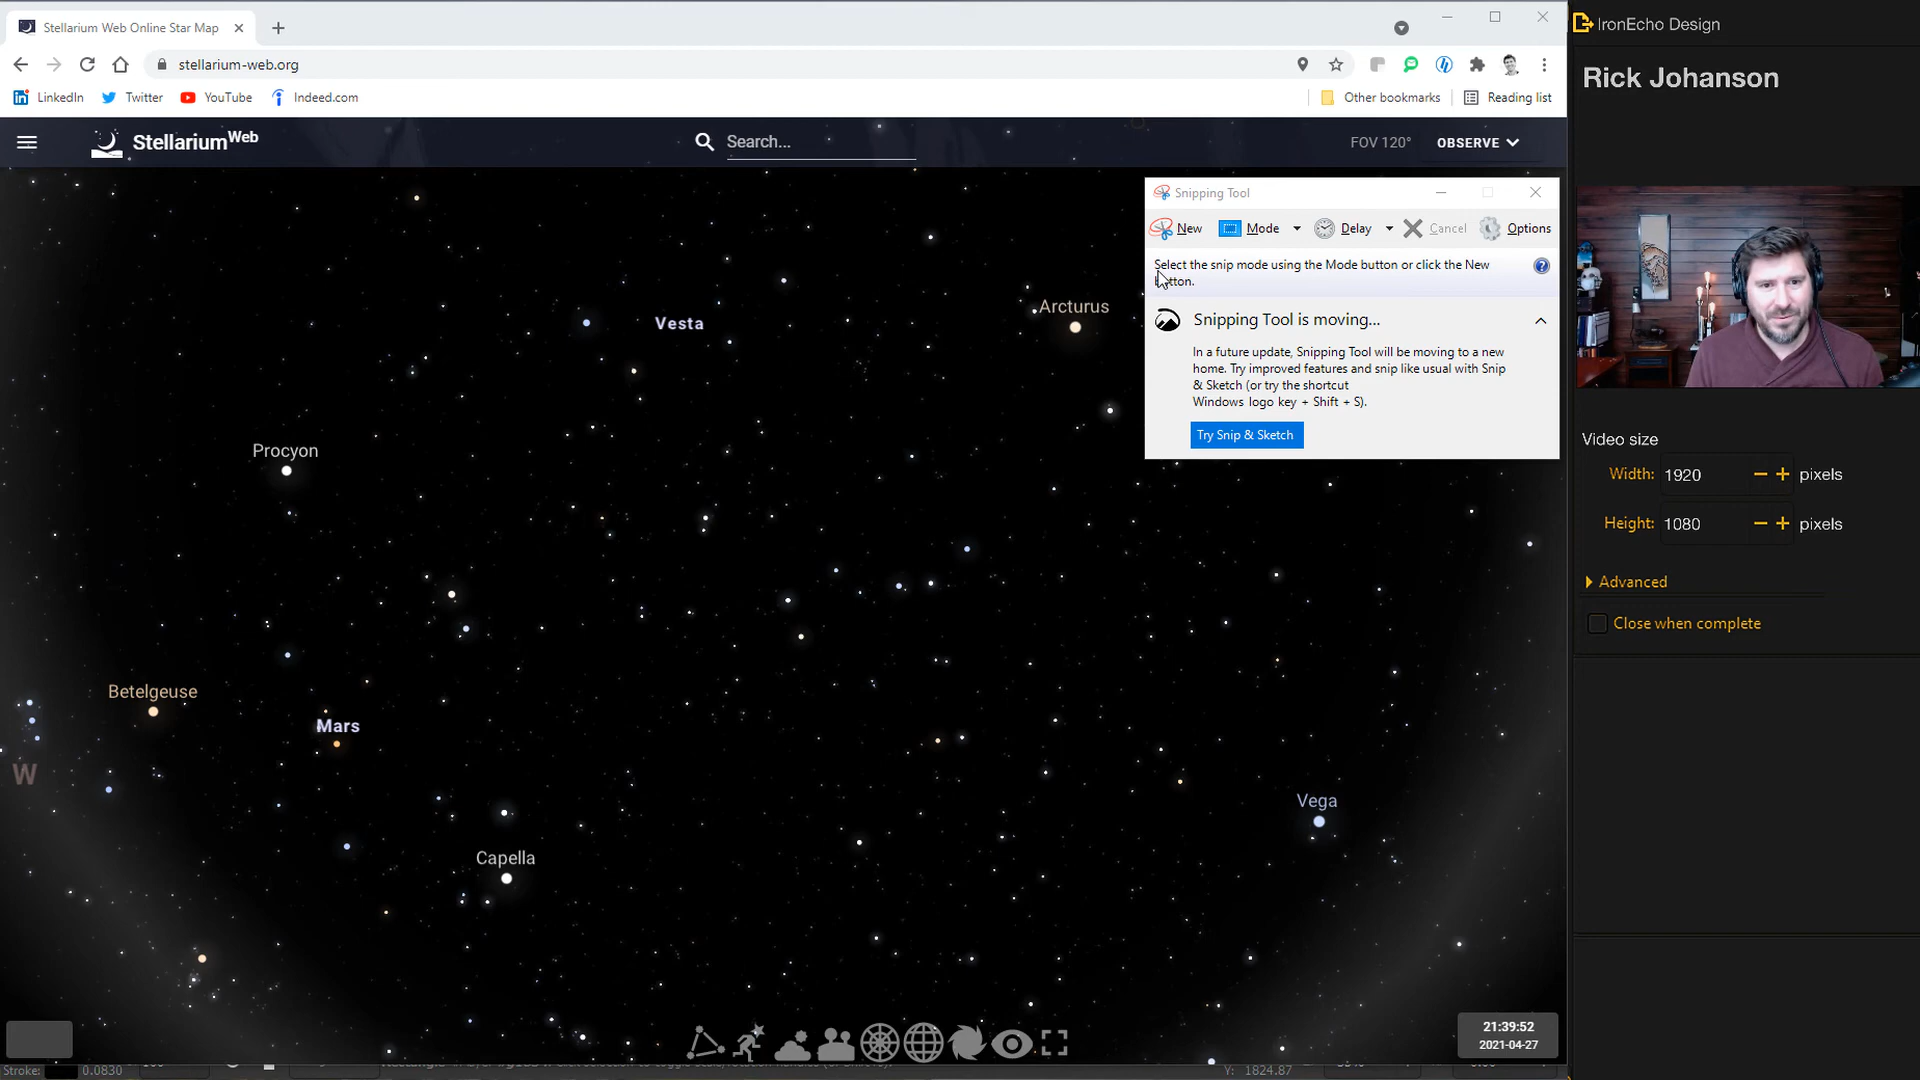 Stellarium Web Online Star Map
IronEcho Design
stellarium-web.org
Rick Johanson
LinkedIn
Twitter
YouTube
Indeed.com
Other bookmarks
Reading list
StellariumWeb
Search...
FOV 120°
OBSERVE
Snipping Tool
New
Mode
Delay
Cancel
Options
Select the snip mode using the Mode button or click the New
Snipping Tool is moving...
In a future update, Snipping Tool will be moving to a new
home. Try improved features and snip like usual with Snip
& Sketch (or try the shortcut
Windows logo key + Shift + S).
Try Snip & Sketch
Vesta
Arcturus
Procyon
Betelgeuse
Mars
W
Capella
Vega
Video size
Width: 1920 pixels
Height: 1080 pixels
Advanced
Close when complete
21:39:52
2021-04-27
Stroke:
0.0830
Y: 1824.87